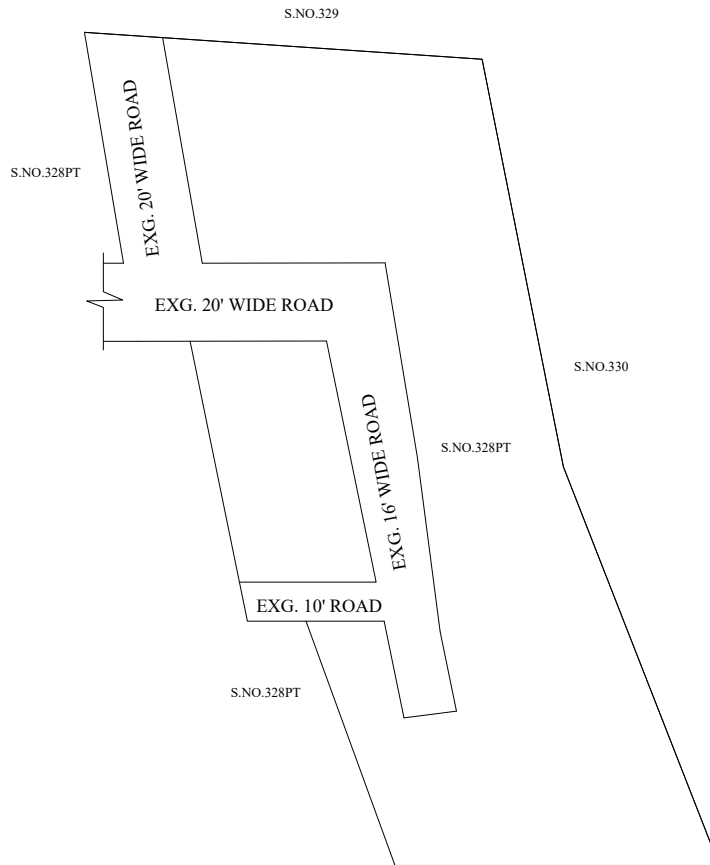 S.NO.329
EXG. 20' WIDE ROAD
S.NO.328PT
EXG. 20' WIDE ROAD
S.NO.330
EXG. 16' WIDE ROAD
S.NO.328PT
EXG. 10' ROAD
S.NO.328PT